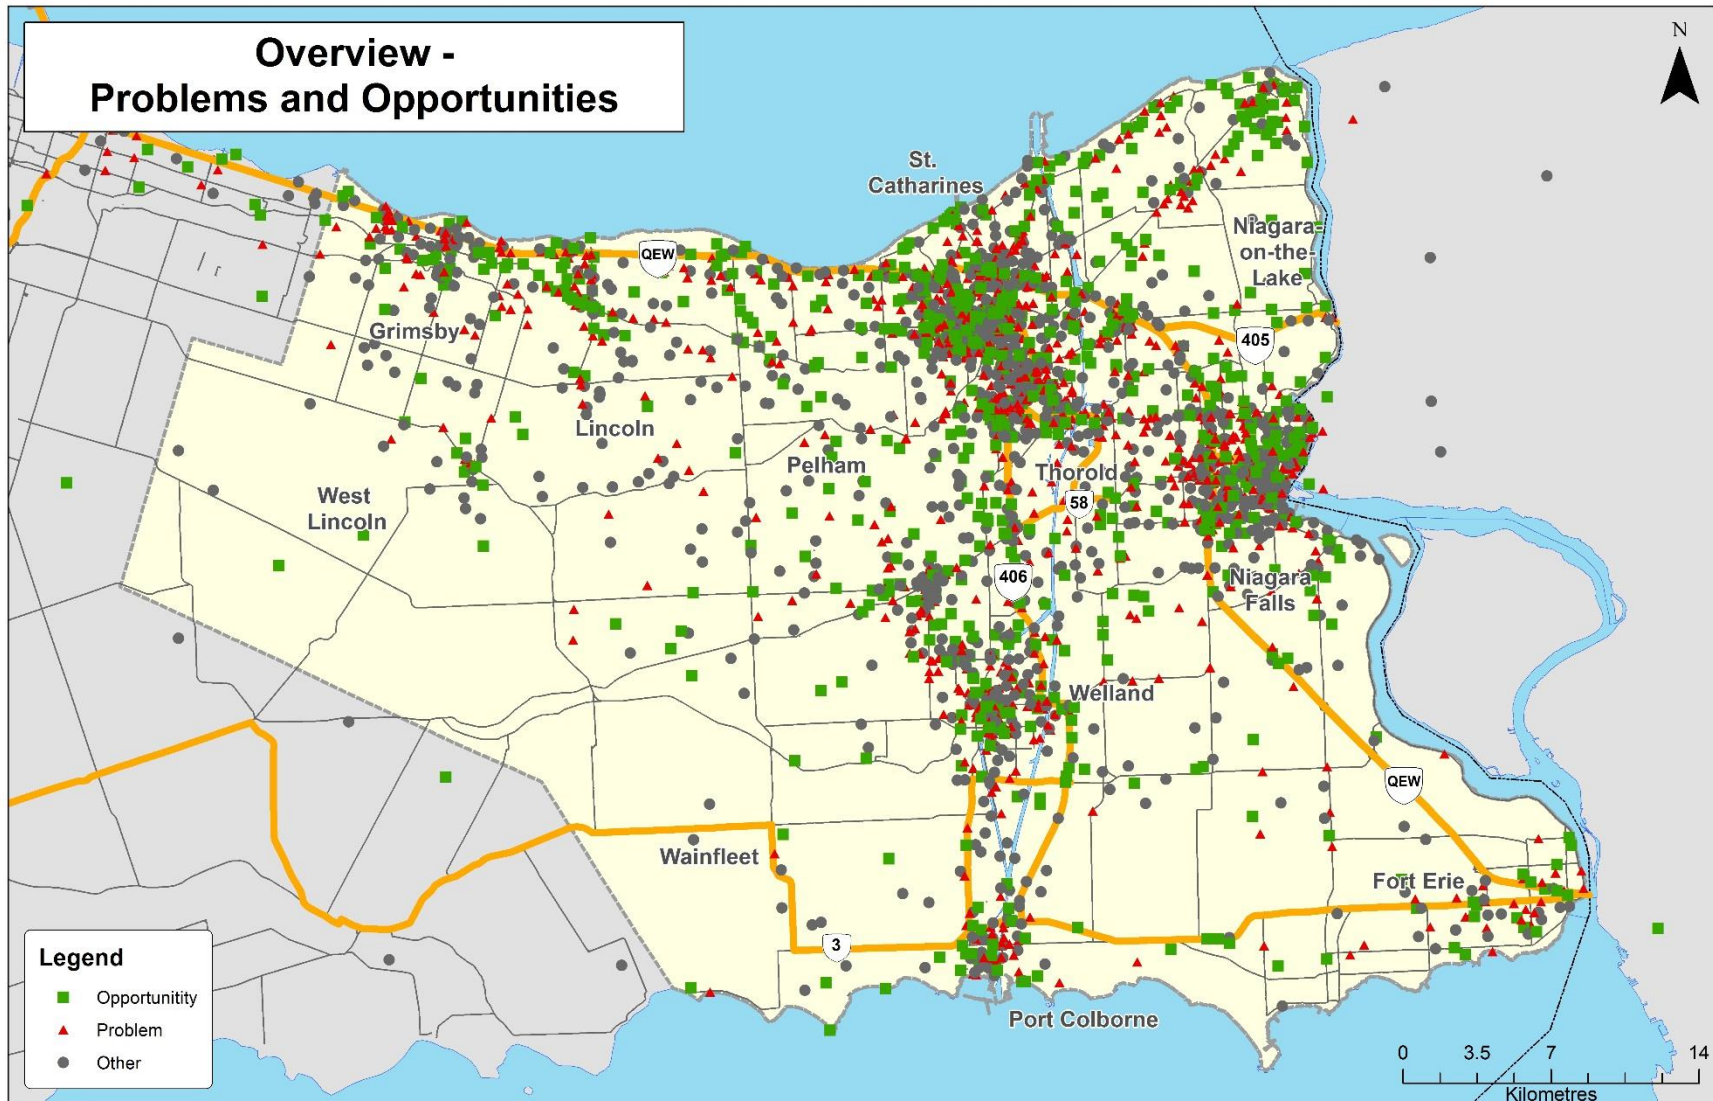 Overview -
Problems and Opportunities
N
St.
Catharines
Niagara-
on-the-
Lake
QEW
405
Grimsby
Lincoln
Pelham
Thorold
West
Lincoln
58
406
Niagara
Falls
Welland
QEW
Wainfleet
Fort Erie
3
Port Colborne
Legend
Opportunitity
Problem
Other
0 3.5 7 14
Kilometres